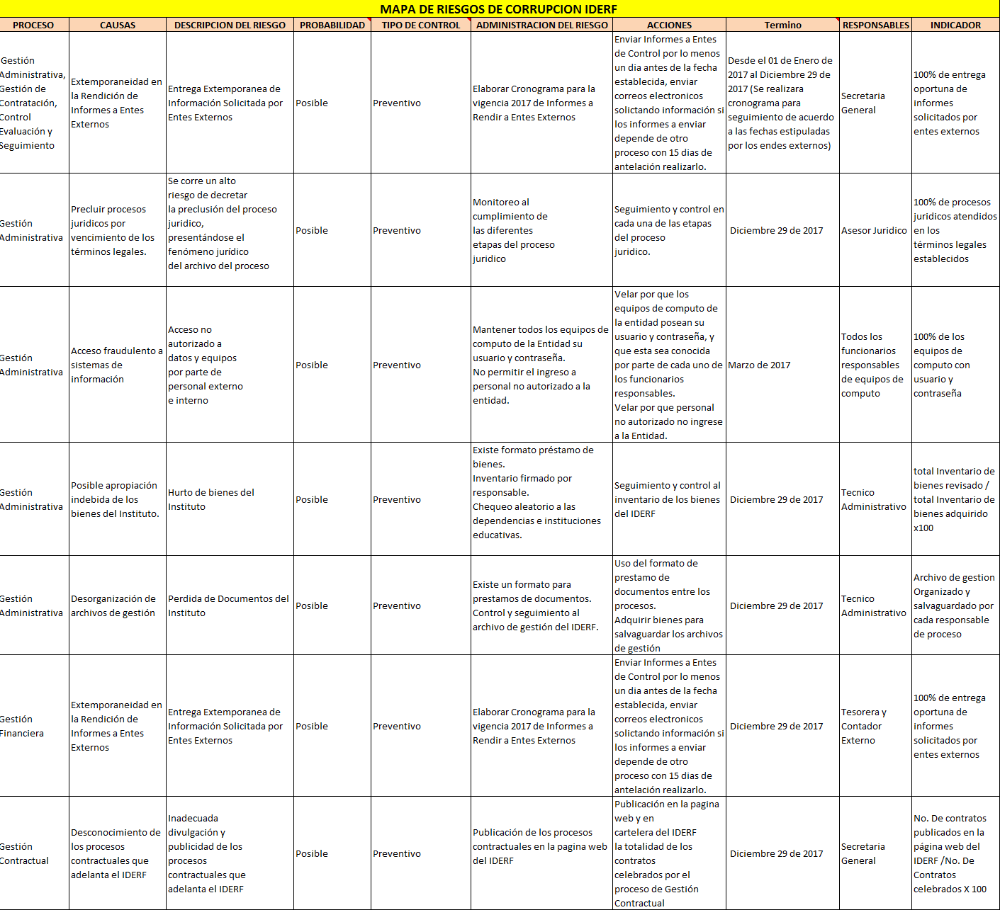 MAPA DE RIESGOS DE CORRUPCION IDERF
PROCESO CAUSAS DESCRIPCION DEL RIESGO PROBABILIDAD TIPO DE CONTROL ADMINISTRACION DEL RIESGO ACCIONES Termino RESPONSABLES INDICADOR
Gestión
Administrativa,
Gestión de
Contratación,
Control
Evaluación y
Seguimiento
Extemporaneidad en
la Rendición de
Informes a Entes
Externos
Entrega Extemporanea de
Información Solicitada por
Entes Externos
Posible
Preventivo
Elaborar Cronograma para la
vigencia 2017 de Informes a
Rendir a Entes Externos
Enviar Informes a Entes
de Control por lo menos
un dia antes de la fecha
establecida, enviar
correos electronicos
solictando información si
los informes a enviar
depende de otro
proceso con 15 dias de
antelación realizarlo.
Desde el 01 de Enero de
2017 al Diciembre 29 de
2017 (Se realizara
cronograma para
seguimiento de acuerdo
a las fechas estipuladas
por los endes externos)
Secretaria
General
100% de entrega
oportuna de
informes
solicitados por
entes externos
Gestión
Administrativa
Precluir procesos
juridicos por
vencimiento de los
términos legales.
Se corre un alto
riesgo de decretar
la preclusión del proceso
juridico,
presentándose el
fenómeno jurídico
del archivo del proceso
Posible
Preventivo
Monitoreo al
cumplimiento de
las diferentes
etapas del proceso
juridico
Seguimiento y control en
cada una de las etapas
del proceso
juridico.
Diciembre 29 de 2017
Asesor Juridico
100% de procesos
juridicos atendidos
en los
términos legales
establecidos
Gestión
Administrativa
Acceso fraudulento a
sistemas de
información
Acceso no
autorizado a
datos y equipos
por parte de
personal externo
e interno
Posible
Preventivo
Mantener todos los equipos de
computo de la Entidad su
usuario y contraseña.
No permitir el ingreso a
personal no autorizado a la
entidad.
Velar por que los
equipos de computo de
la entidad posean su
usuario y contraseña, y
que esta sea conocida
por parte de cada uno de
los funcionarios
responsables.
Velar por que personal
no autorizado no ingrese
a la Entidad.
Marzo de 2017
Todos los
funcionarios
responsables
de equipos de
computo
100% de los
equipos de
computo con
usuario y
contraseña
Gestión
Administrativa
Posible apropiación
indebida de los
bienes del Instituto.
Hurto de bienes del
Instituto
Posible
Preventivo
Existe formato préstamo de
bienes.
Inventario firmado por
responsable.
Chequeo aleatorio a las
dependencias e instituciones
educativas.
Seguimiento y control al
inventario de los bienes
del IDERF
Diciembre 29 de 2017
Tecnico
Administrativo
total Inventario de
bienes revisado /
total Inventario de
bienes adquirido
x100
Gestión
Administrativa
Desorganización de
archivos de gestión
Perdida de Documentos del
Instituto
Posible
Preventivo
Existe un formato para
prestamos de documentos.
Control y seguimiento al
archivo de gestión del IDERF.
Uso del formato de
prestamo de
documentos entre los
procesos.
Adquirir bienes para
salvaguardar los archivos
de gestión
Diciembre 29 de 2017
Tecnico
Administrativo
Archivo de gestion
Organizado y
salvaguardado por
cada responsable
de proceso
Gestión
Financiera
Extemporaneidad en
la Rendición de
Informes a Entes
Externos
Entrega Extemporanea de
Información Solicitada por
Entes Externos
Posible
Preventivo
Elaborar Cronograma para la
vigencia 2017 de Informes a
Rendir a Entes Externos
Enviar Informes a Entes
de Control por lo menos
un dia antes de la fecha
establecida, enviar
correos electronicos
solictando información si
los informes a enviar
depende de otro
proceso con 15 dias de
antelación realizarlo.
Diciembre 29 de 2017
Tesorera y
Contador
Externo
100% de entrega
oportuna de
informes
solicitados por
entes externos
Gestión
Contractual
Desconocimiento de
los procesos
contractuales que
adelanta el IDERF
Inadecuada
divulgación y
publicidad de los
procesos
contractuales que
adelanta el IDERF
Posible
Preventivo
Publicación de los procesos
contractuales en la pagina web
del IDERF
Publicación en la pagina
web y en
cartelera del IDERF
la totalidad de los
contratos
celebrados por el
proceso de Gestión
Contractual
Diciembre 29 de 2017
Secretaria
General
No. De contratos
publicados en la
página web del
IDERF /No. De
Contratos
celebrados X 100